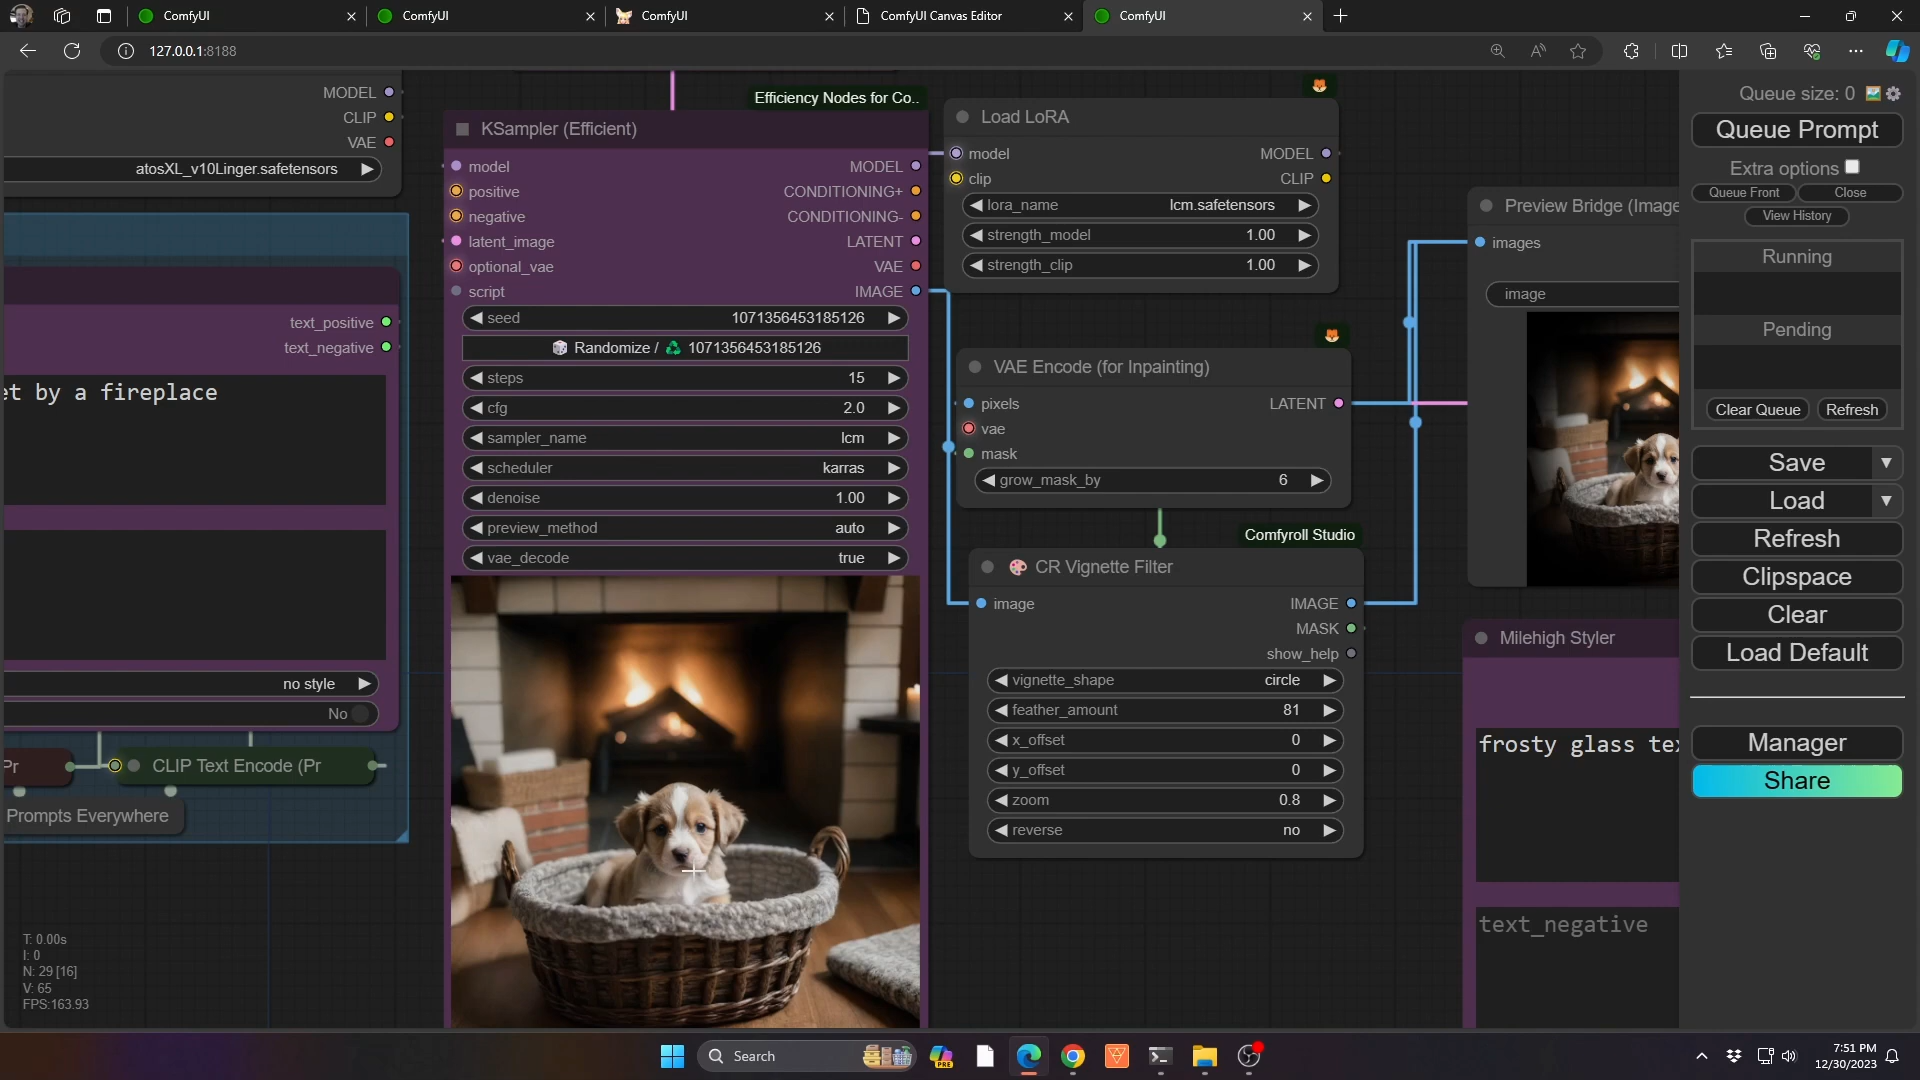 ComfyUI
ComfyUI
ComfyUI
ComfyUI Canvas Editor
ComfyUI
127.0.0.1:8188
MODEL
CLIP
VAE
atosXL_v10Linger.safetensors
text_positive
text_negative
et by a fireplace
no style
No
Pr
CLIP Text Encode (Pr
Prompts Everywhere
T: 0.00s
I: 0
N: 29 [16]
V: 65
FPS:163.93
Efficiency Nodes for Co..
KSampler (Efficient)
model MODEL
positive CONDITIONING+
negative CONDITIONING-
latent_image LATENT
optional_vae VAE
script IMAGE
seed 1071356453185126
Randomize / 1071356453185126
steps 15
cfg 2.0
sampler_name lcm
scheduler karras
denoise 1.00
preview_method auto
vae_decode true
Load LoRA
model MODEL
clip CLIP
lora_name lcm.safetensors
strength_model 1.00
strength_clip 1.00
VAE Encode (for Inpainting)
pixels LATENT
vae
mask
grow_mask_by 6
Comfyroll Studio
CR Vignette Filter
image IMAGE
MASK
show_help
vignette_shape circle
feather_amount 81
x_offset 0
y_offset 0
zoom 0.8
reverse no
Preview Bridge (Image
images
image
Milehigh Styler
frosty glass te
text_negative
Queue size: 0
Queue Prompt
Extra options
Queue Front
Close
View History
Running
Pending
Clear Queue
Refresh
Save
Load
Refresh
Clipspace
Clear
Load Default
Manager
Share
Search
PRE
7:51 PM
12/30/2023